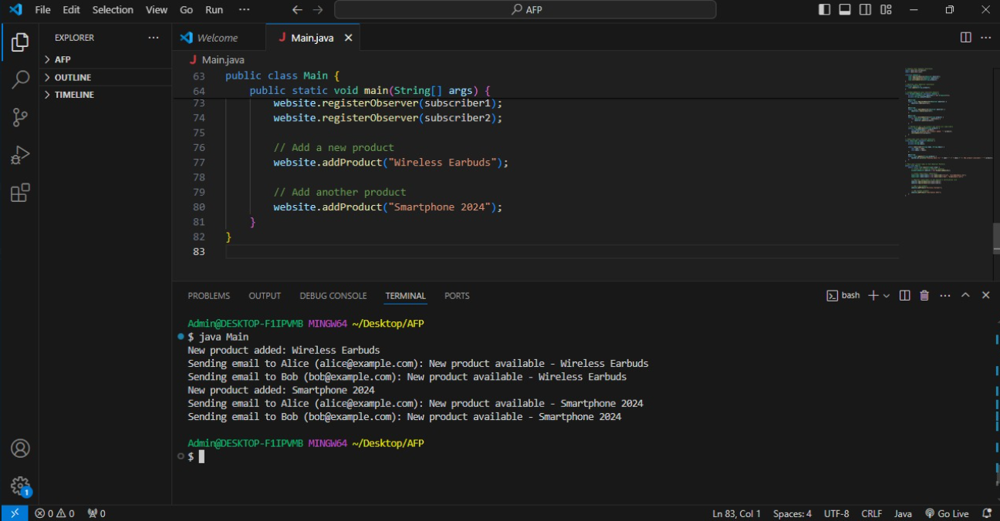 File Edit Selection View Go Run ··· AFP
EXPLORER ···
AFP
OUTLINE
TIMELINE
Welcome
Main.java
Main.java
63 public class Main {
64 public static void main(String[] args) {
73 website.registerObserver(subscriber1);
74 website.registerObserver(subscriber2);
75
76 // Add a new product
77 website.addProduct("Wireless Earbuds");
78
79 // Add another product
80 website.addProduct("Smartphone 2024");
81 }
82 }
83
PROBLEMS OUTPUT DEBUG CONSOLE TERMINAL PORTS bash
Admin@DESKTOP-F1IPVMB MINGW64 ~/Desktop/AFP
$ java Main
New product added: Wireless Earbuds
Sending email to Alice (alice@example.com): New product available - Wireless Earbuds
Sending email to Bob (bob@example.com): New product available - Wireless Earbuds
New product added: Smartphone 2024
Sending email to Alice (alice@example.com): New product available - Smartphone 2024
Sending email to Bob (bob@example.com): New product available - Smartphone 2024
Admin@DESKTOP-F1IPVMB MINGW64 ~/Desktop/AFP
$
1
0 0 0 Ln 83, Col 1 Spaces: 4 UTF-8 CRLF Java Go Live